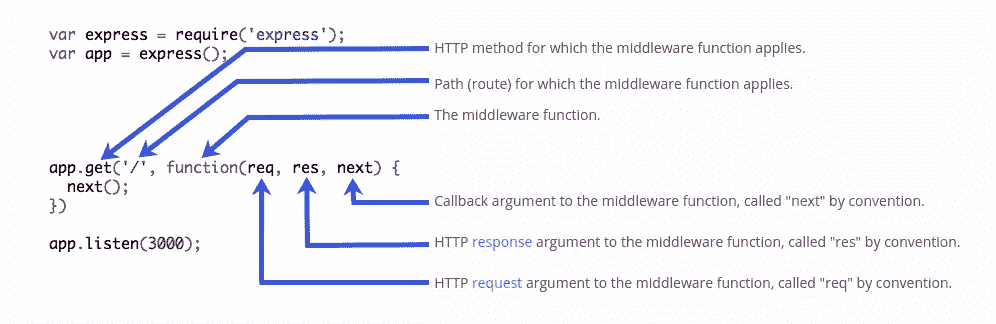 var express = require('express');
var app = express();
HTTP method for which the middleware function applies.
Path (route) for which the middleware function applies.
The middleware function.
app.get('/', function(req, res, next) {
  next();
})
Callback argument to the middleware function, called "next" by convention.
app.listen(3000);
HTTP response argument to the middleware function, called "res" by convention.
HTTP request argument to the middleware function, called "req" by convention.